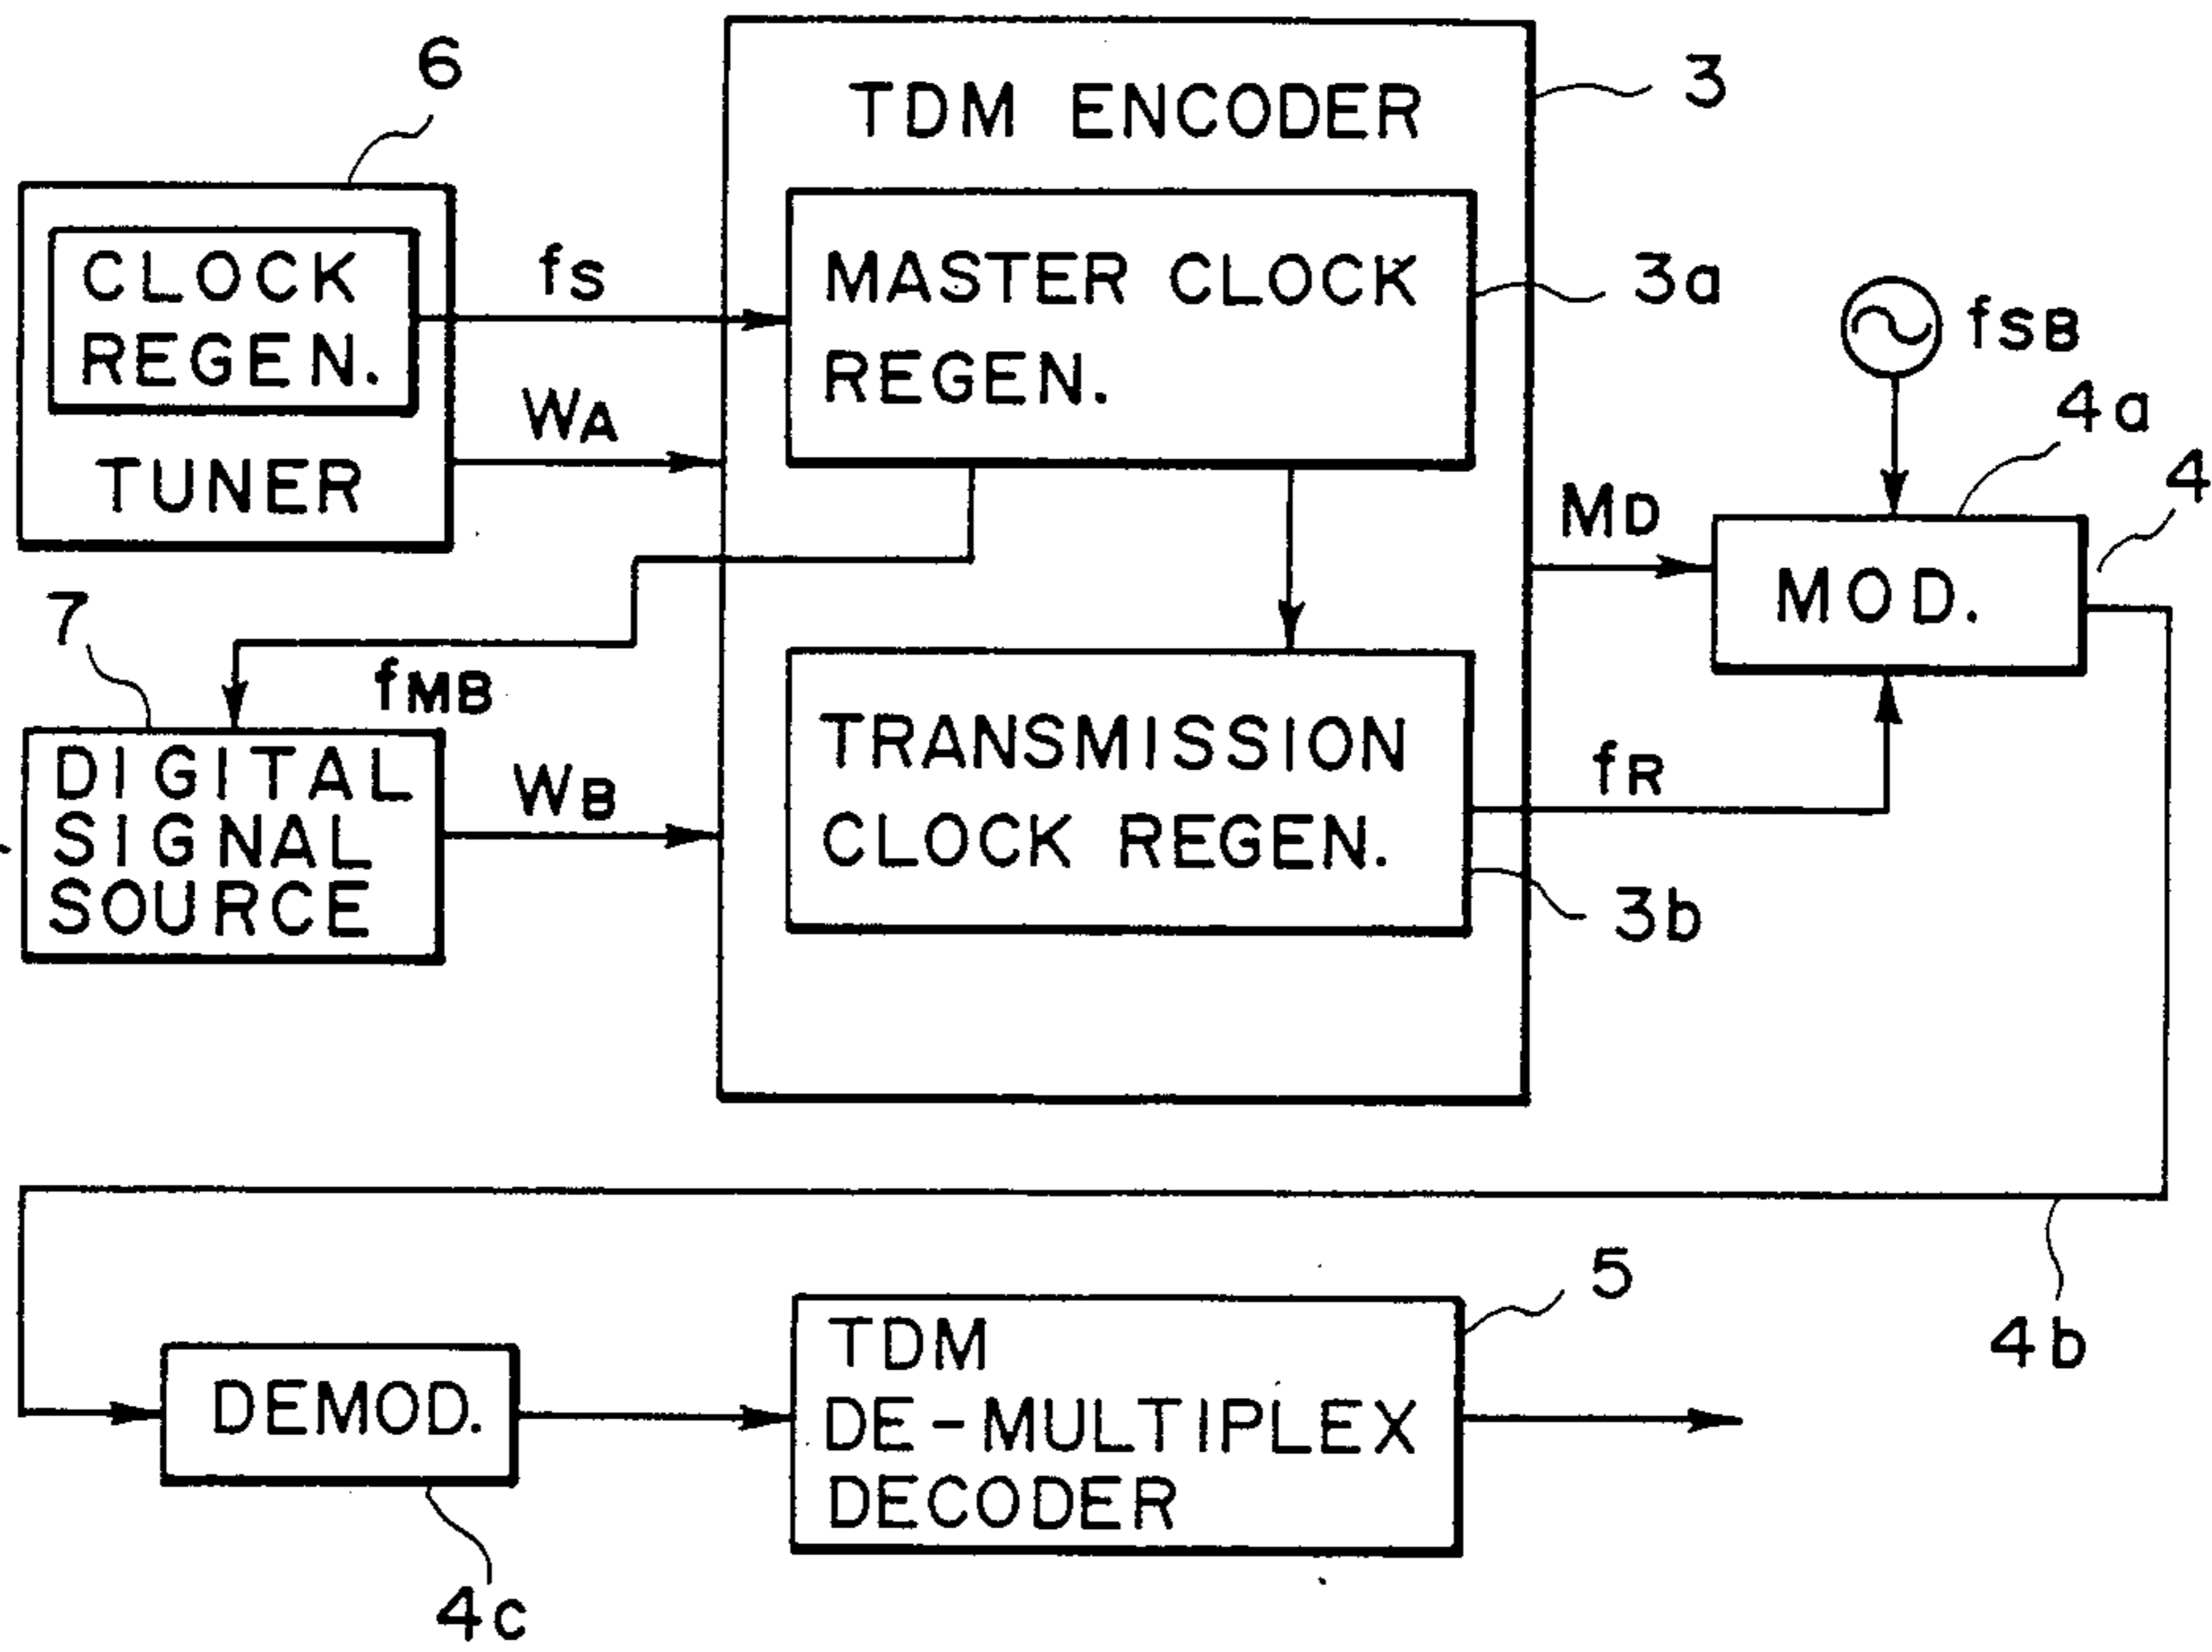 6
TDM ENCODER
3
CLOCK
REGEN.
TUNER
fS
WA
MASTER CLOCK
REGEN.
3a
fSB
4a
4
MD
MOD.
7
fMB
DIGITAL
SIGNAL
SOURCE
WB
TRANSMISSION
CLOCK REGEN.
fR
3b
4b
5
DEMOD.
TDM
DE-MULTIPLEX
DECODER
4c